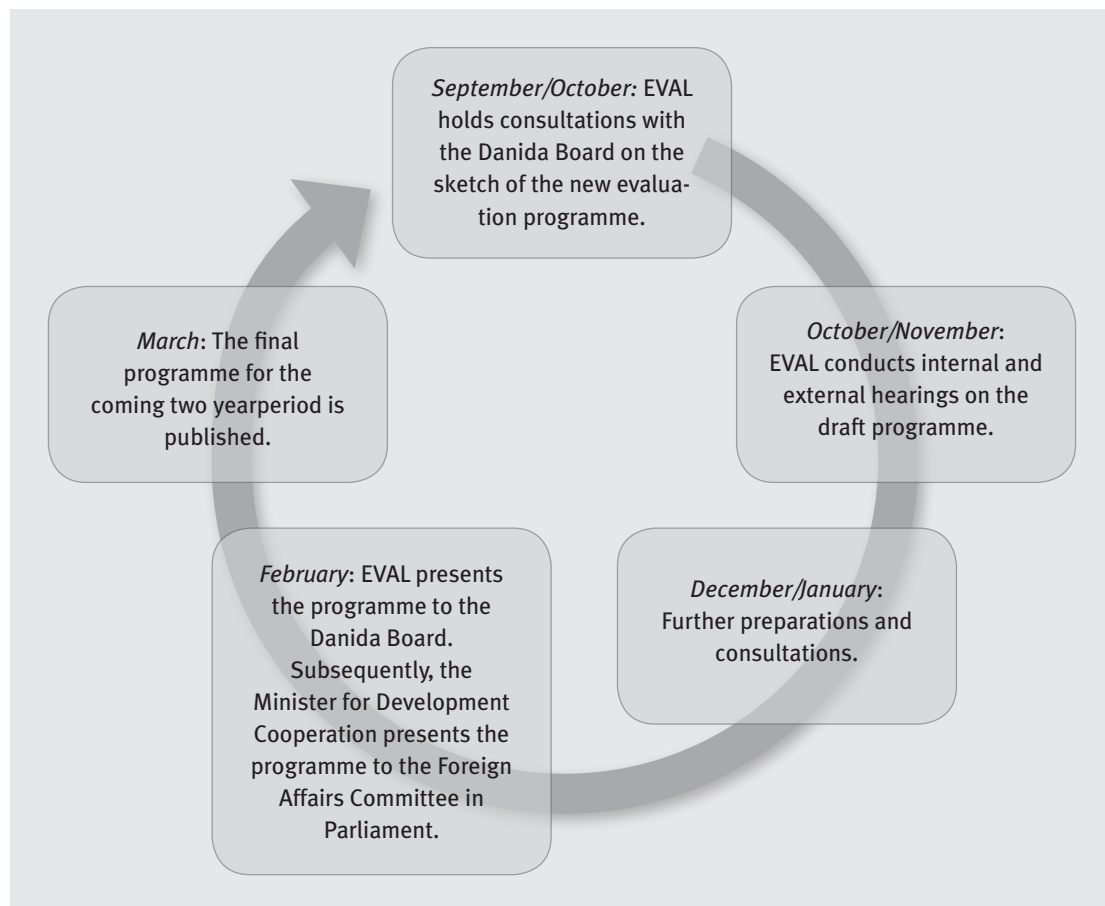 September/October: EVAL
holds consultations with
the Danida Board on the
sketch of the new evalua-
tion programme.
October/November:
EVAL conducts internal and
external hearings on the
draft programme.
December/January:
Further preparations and
consultations.
February: EVAL presents
the programme to the
Danida Board.
Subsequently, the
Minister for Development
Cooperation presents the
programme to the Foreign
Affairs Committee in
Parliament.
March: The final
programme for the
coming two yearperiod is
published.